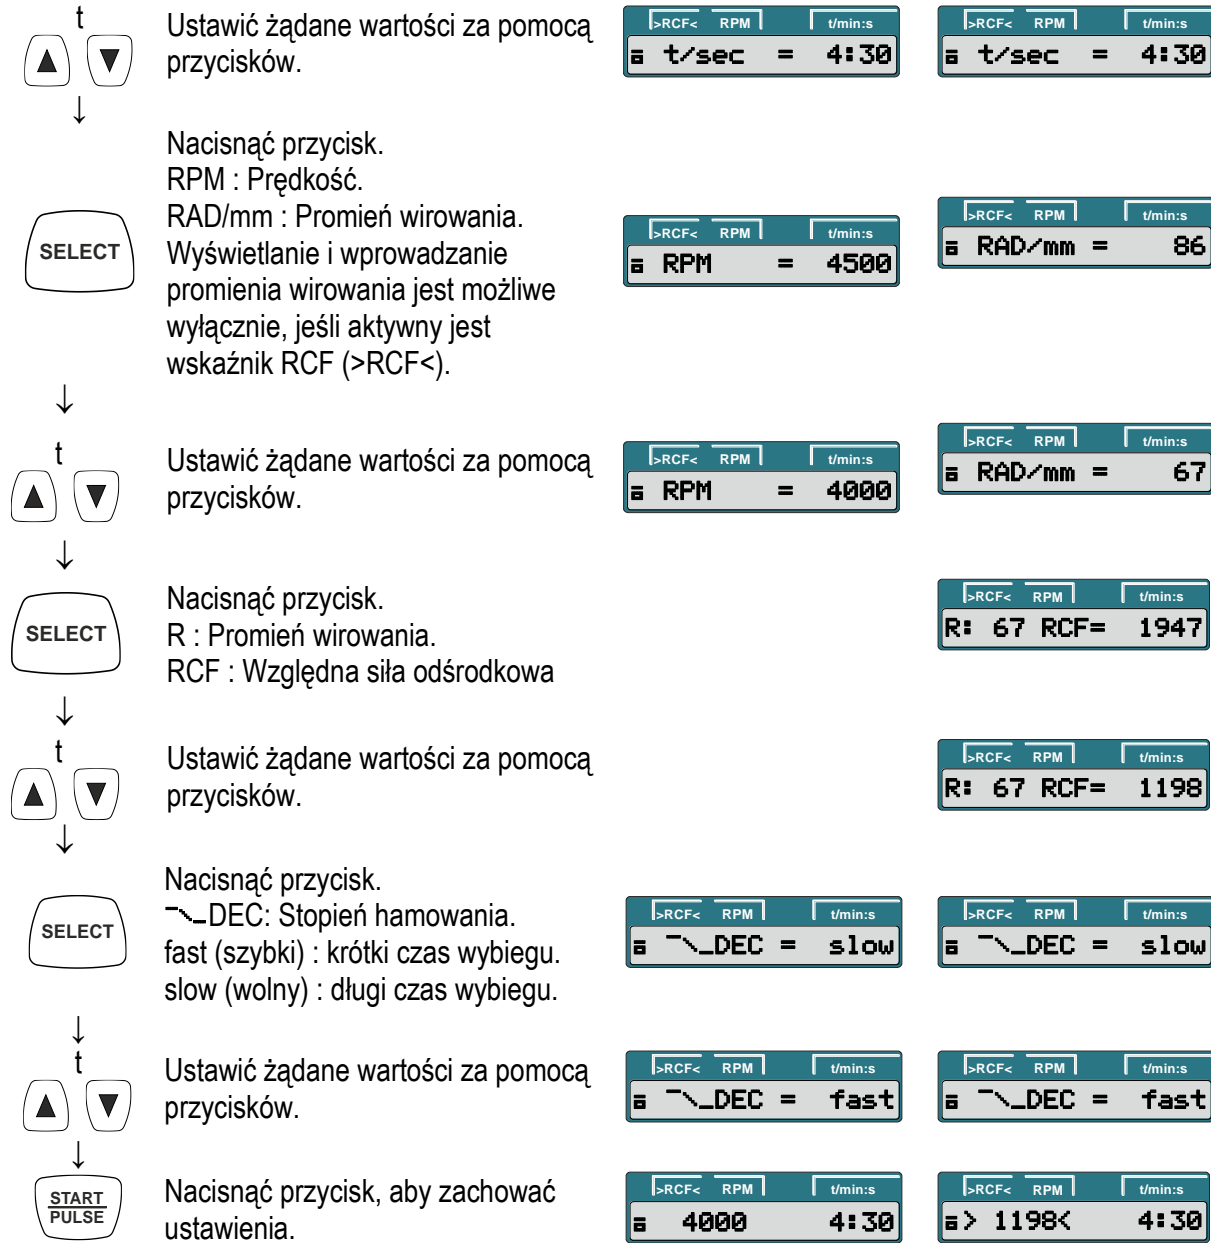 t
Ustawić żądane wartości za pomocą
przycisków.
>RCF< RPM t/min:s
t/sec = 4:30
>RCF< RPM t/min:s
t/sec = 4:30
↓
SELECT
Nacisnąć przycisk.
RPM : Prędkość.
RAD/mm : Promień wirowania.
Wyświetlanie i wprowadzanie
promienia wirowania jest możliwe
wyłącznie, jeśli aktywny jest
wskaźnik RCF (>RCF<).
>RCF< RPM t/min:s
RPM = 4500
>RCF< RPM t/min:s
RAD/mm = 86
↓
t
Ustawić żądane wartości za pomocą
przycisków.
>RCF< RPM t/min:s
RPM = 4000
>RCF< RPM t/min:s
RAD/mm = 67
↓
SELECT
Nacisnąć przycisk.
R : Promień wirowania.
RCF : Względna siła odśrodkowa
>RCF< RPM t/min:s
R: 67 RCF= 1947
↓
t
Ustawić żądane wartości za pomocą
przycisków.
>RCF< RPM t/min:s
R: 67 RCF= 1198
↓
SELECT
Nacisnąć przycisk.
‾\_DEC: Stopień hamowania.
fast (szybki) : krótki czas wybiegu.
slow (wolny) : długi czas wybiegu.
>RCF< RPM t/min:s
‾\_DEC = slow
>RCF< RPM t/min:s
‾\_DEC = slow
↓
t
Ustawić żądane wartości za pomocą
przycisków.
>RCF< RPM t/min:s
‾\_DEC = fast
>RCF< RPM t/min:s
‾\_DEC = fast
↓
START
PULSE
Nacisnąć przycisk, aby zachować
ustawienia.
>RCF< RPM t/min:s
4000 4:30
>RCF< RPM t/min:s
> 1198< 4:30